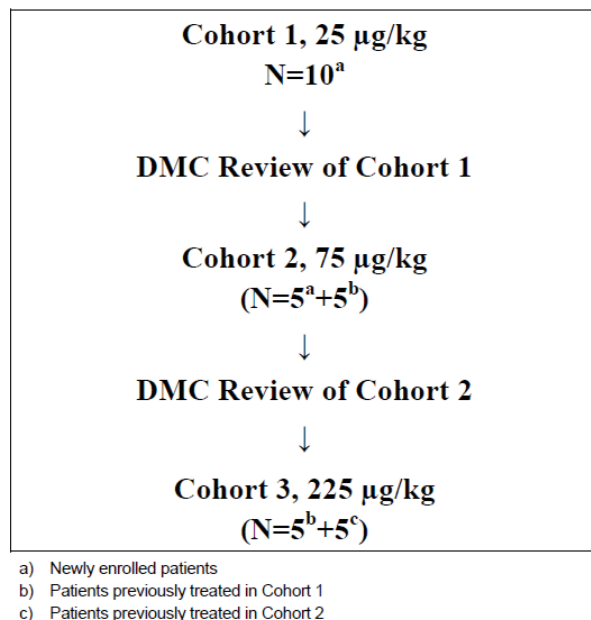 Cohort 1, 25 µg/kg
N=10ᵃ
↓
DMC Review of Cohort 1
↓
Cohort 2, 75 µg/kg
(N=5ᵃ+5ᵇ)
↓
DMC Review of Cohort 2
↓
Cohort 3, 225 µg/kg
(N=5ᵇ+5ᶜ)
a) Newly enrolled patients
b) Patients previously treated in Cohort 1
c) Patients previously treated in Cohort 2